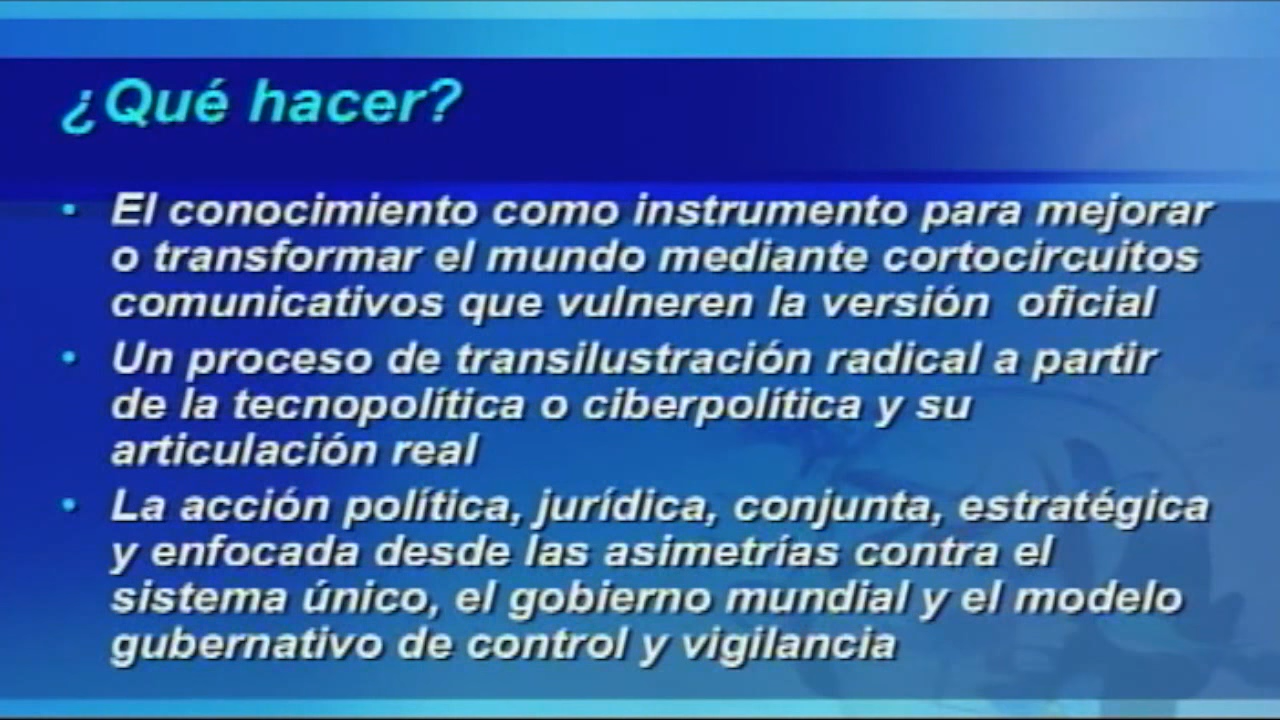 ¿Qué hacer?
• El conocimiento como instrumento para mejorar
o transformar el mundo mediante cortocircuitos
comunicativos que vulneren la versión oficial
• Un proceso de transilustración radical a partir
de la tecnopolítica o ciberpolítica y su
articulación real
• La acción política, jurídica, conjunta, estratégica
y enfocada desde las asimetrías contra el
sistema único, el gobierno mundial y el modelo
gubernativo de control y vigilancia